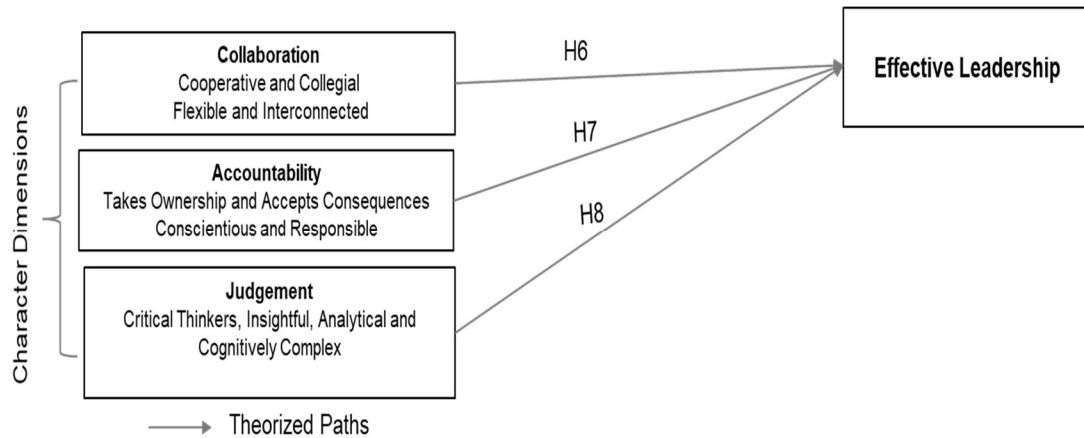 Collaboration
Cooperative and Collegial
Flexible and Interconnected
Accountability
Takes Ownership and Accepts Consequences
Conscientious and Responsible
Judgement
Critical Thinkers, Insightful, Analytical and
Cognitively Complex
Character Dimensions
H6
H7
H8
Effective Leadership
Theorized Paths